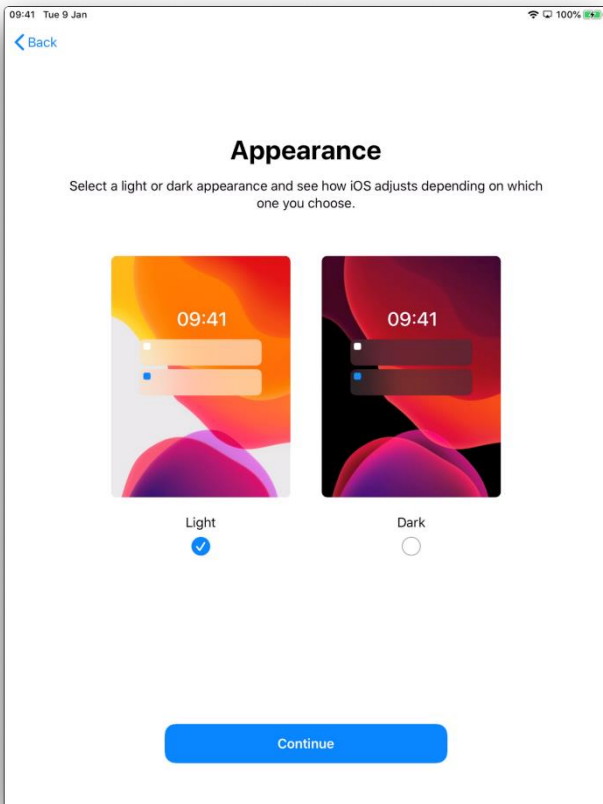 09:41 Tue 9 Jan 100%
Back
Appearance
Select a light or dark appearance and see how iOS adjusts depending on which
one you choose.
09:41 09:41
Light Dark
Continue